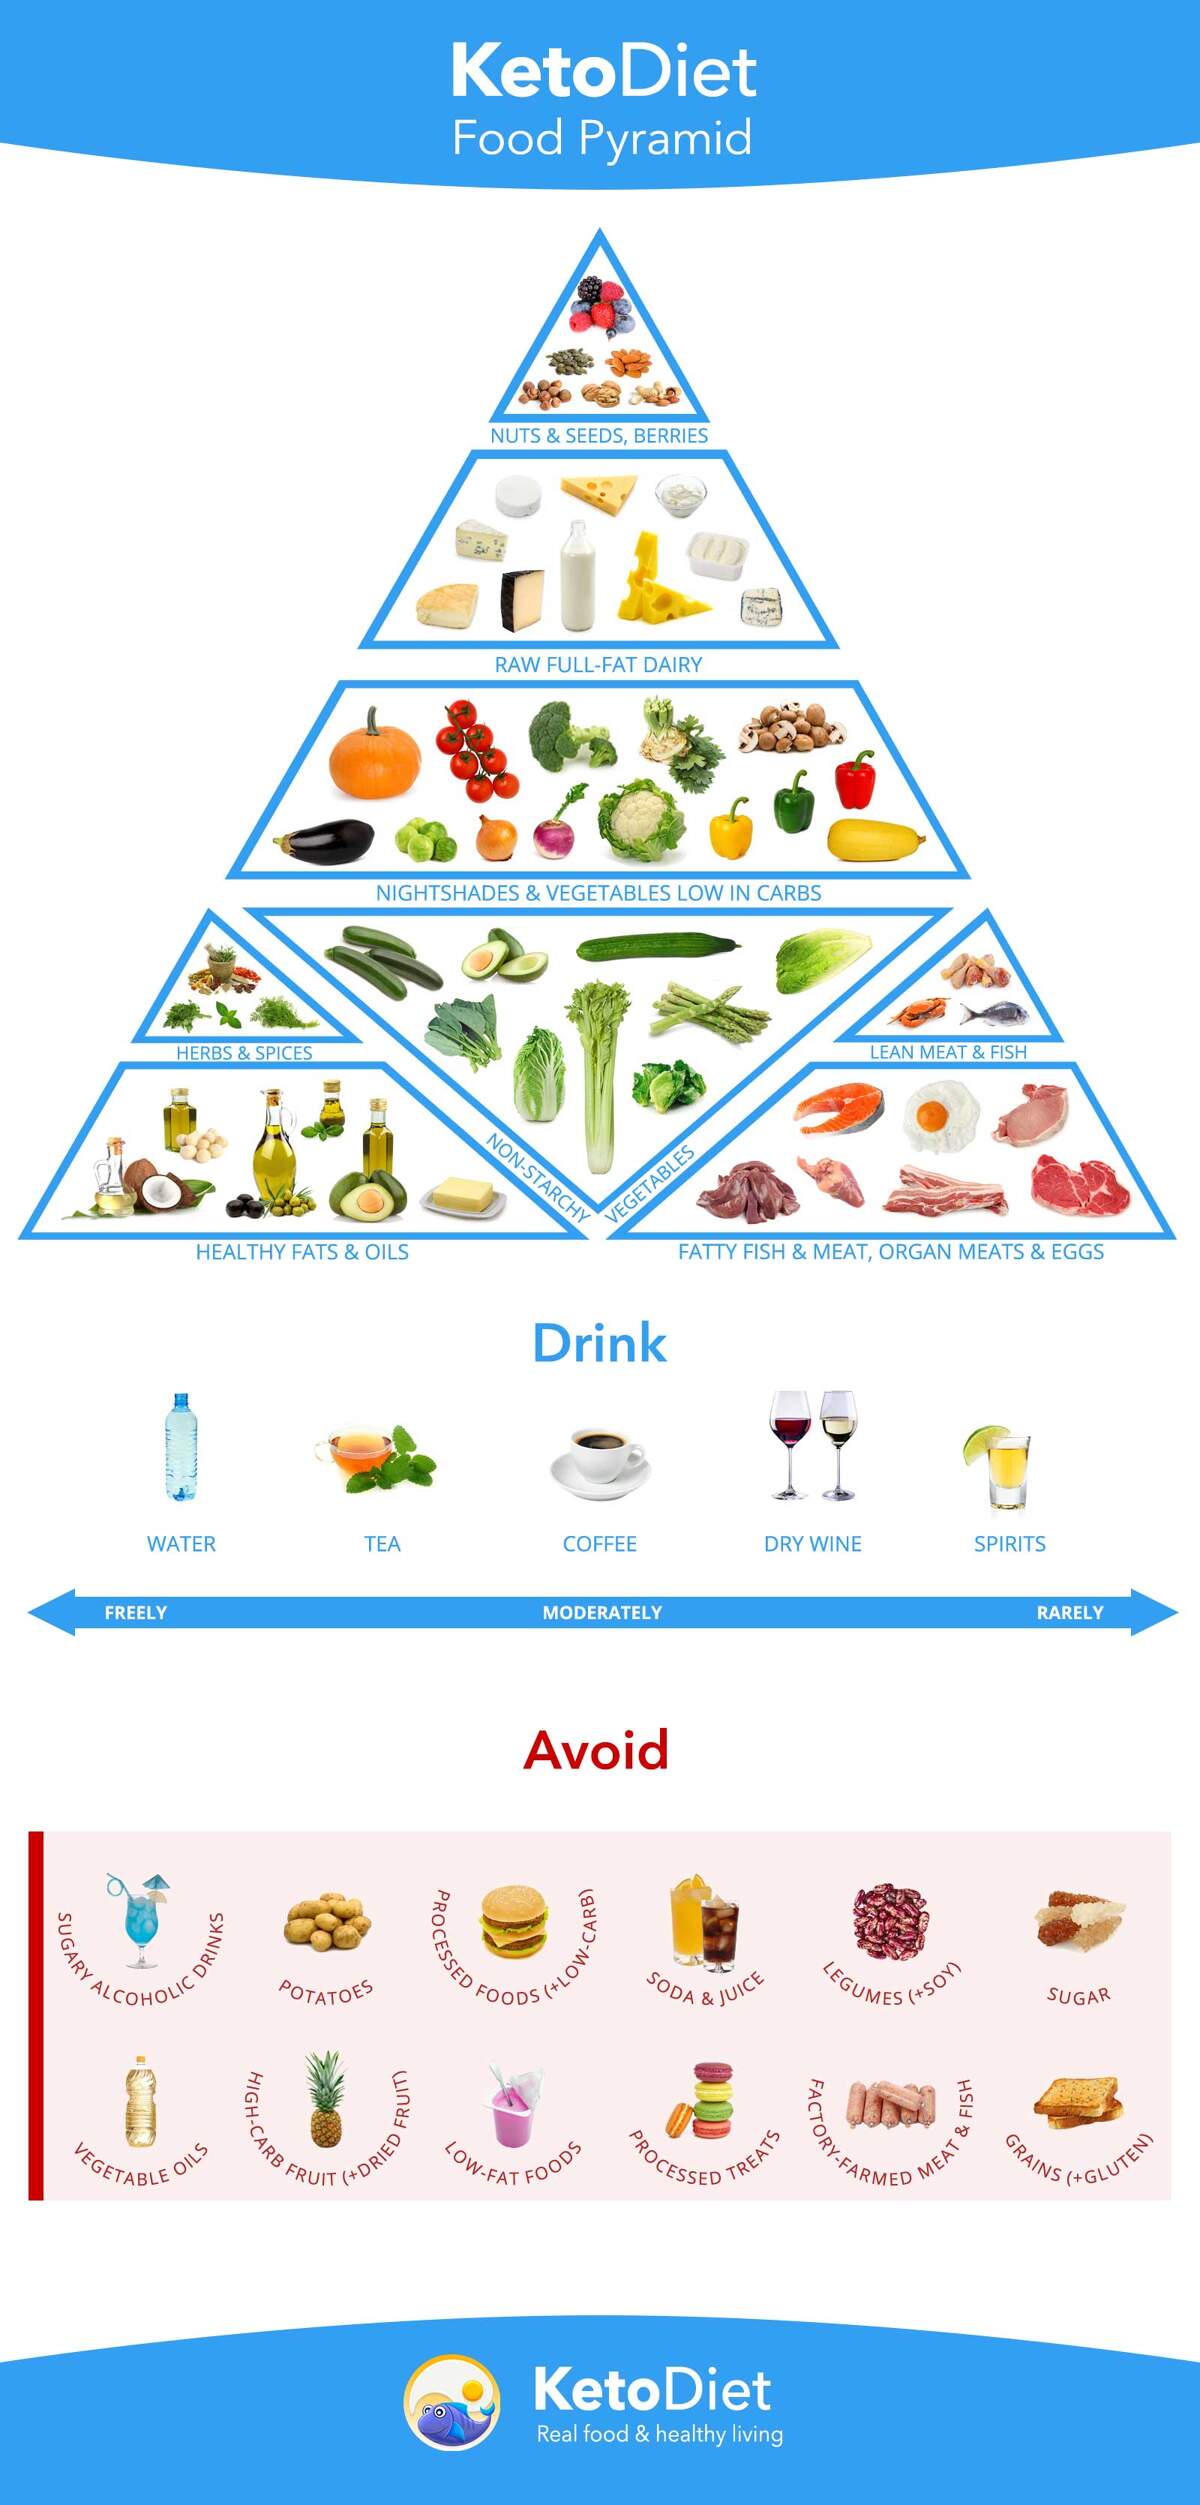 KetoDiet
Food Pyramid
NUTS & SEEDS, BERRIES
RAW FULL-FAT DAIRY
NIGHTSHADES & VEGETABLES LOW IN CARBS
HERBS & SPICES
LEAN MEAT & FISH
NON-STARCHY VEGETABLES
HEALTHY FATS & OILS
FATTY FISH & MEAT, ORGAN MEATS & EGGS
Drink
WATER
TEA
COFFEE
DRY WINE
SPIRITS
FREELY
MODERATELY
RARELY
Avoid
SUGARY ALCOHOLIC DRINKS
POTATOES
PROCESSED FOODS (+LOW-CARB)
SODA & JUICE
LEGUMES (+SOY)
SUGAR
VEGETABLE OILS
HIGH-CARB FRUIT (+DRIED FRUIT)
LOW-FAT FOODS
PROCESSED TREATS
FACTORY-FARMED MEAT & FISH
GRAINS (+GLUTEN)
KetoDiet
Real food & healthy living